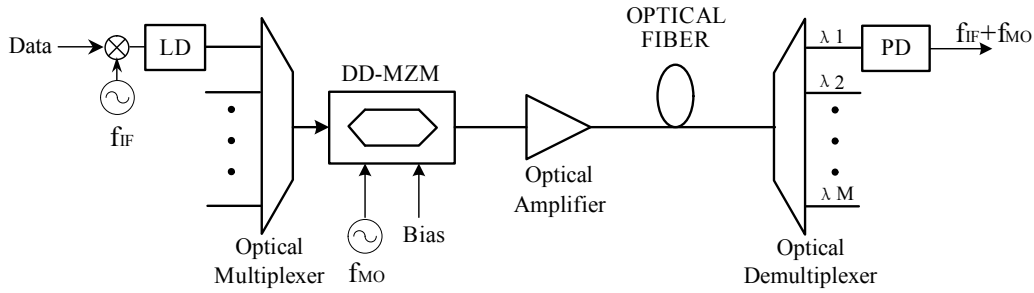 Data
LD
fIF
Optical
Multiplexer
DD-MZM
fMO
Bias
Optical
Amplifier
OPTICAL
FIBER
λ 1
λ 2
λ M
PD
fIF+fMO
Optical
Demultiplexer